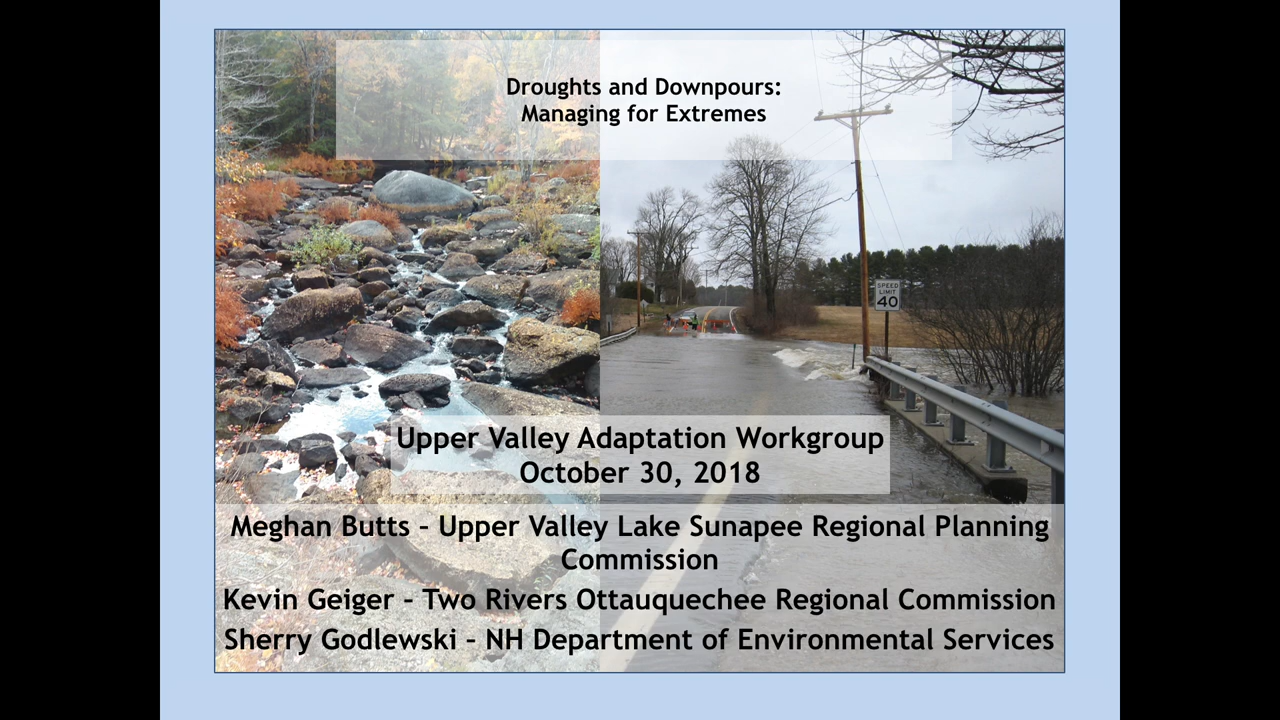 Droughts and Downpours:
Managing for Extremes
SPEED
LIMIT
40
Upper Valley Adaptation Workgroup
October 30, 2018
Meghan Butts – Upper Valley Lake Sunapee Regional Planning
Commission
Kevin Geiger – Two Rivers Ottauquechee Regional Commission
Sherry Godlewski – NH Department of Environmental Services